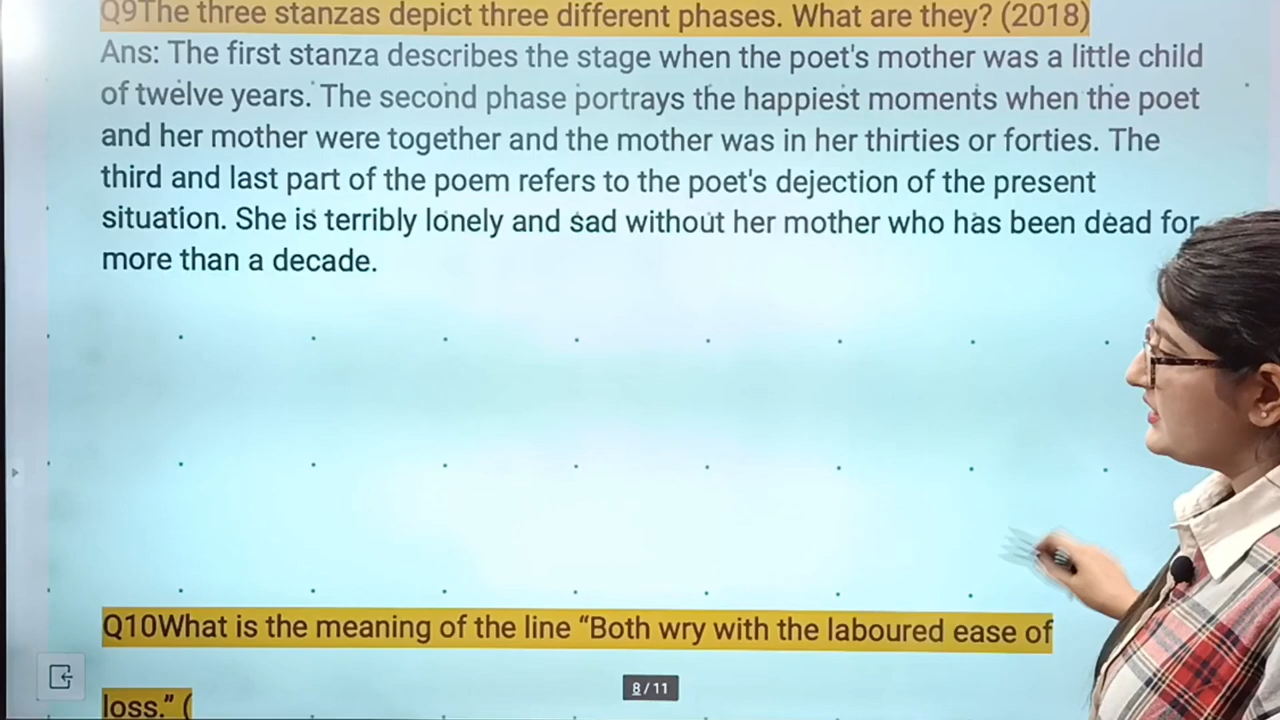 Q9The three stanzas depict three different phases. What are they? (2018)
Ans: The first stanza describes the stage when the poet's mother was a little child
of twelve years. The second phase portrays the happiest moments when the poet
and her mother were together and the mother was in her thirties or forties. The
third and last part of the poem refers to the poet's dejection of the present
situation. She is terribly lonely and sad without her mother who has been dead for
more than a decade.
Q10What is the meaning of the line “Both wry with the laboured ease of
loss.” (
8/11